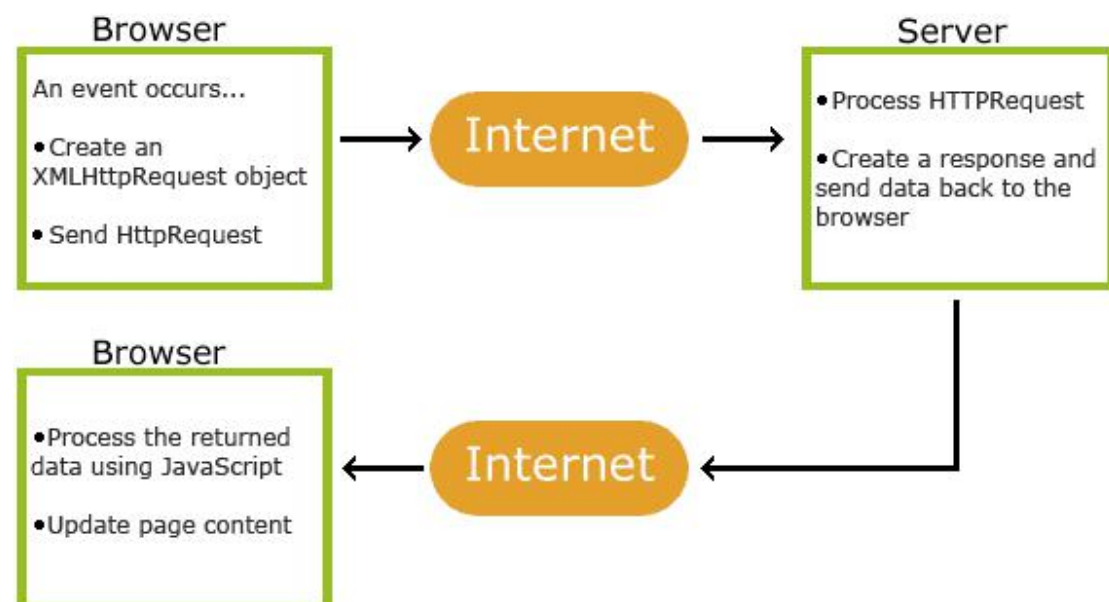 Browser
An event occurs...
•Create an
XMLHttpRequest object
• Send HttpRequest
Internet
Server
•Process HTTPRequest
•Create a response and
send data back to the
browser
Browser
•Process the returned
data using JavaScript
•Update page content
Internet